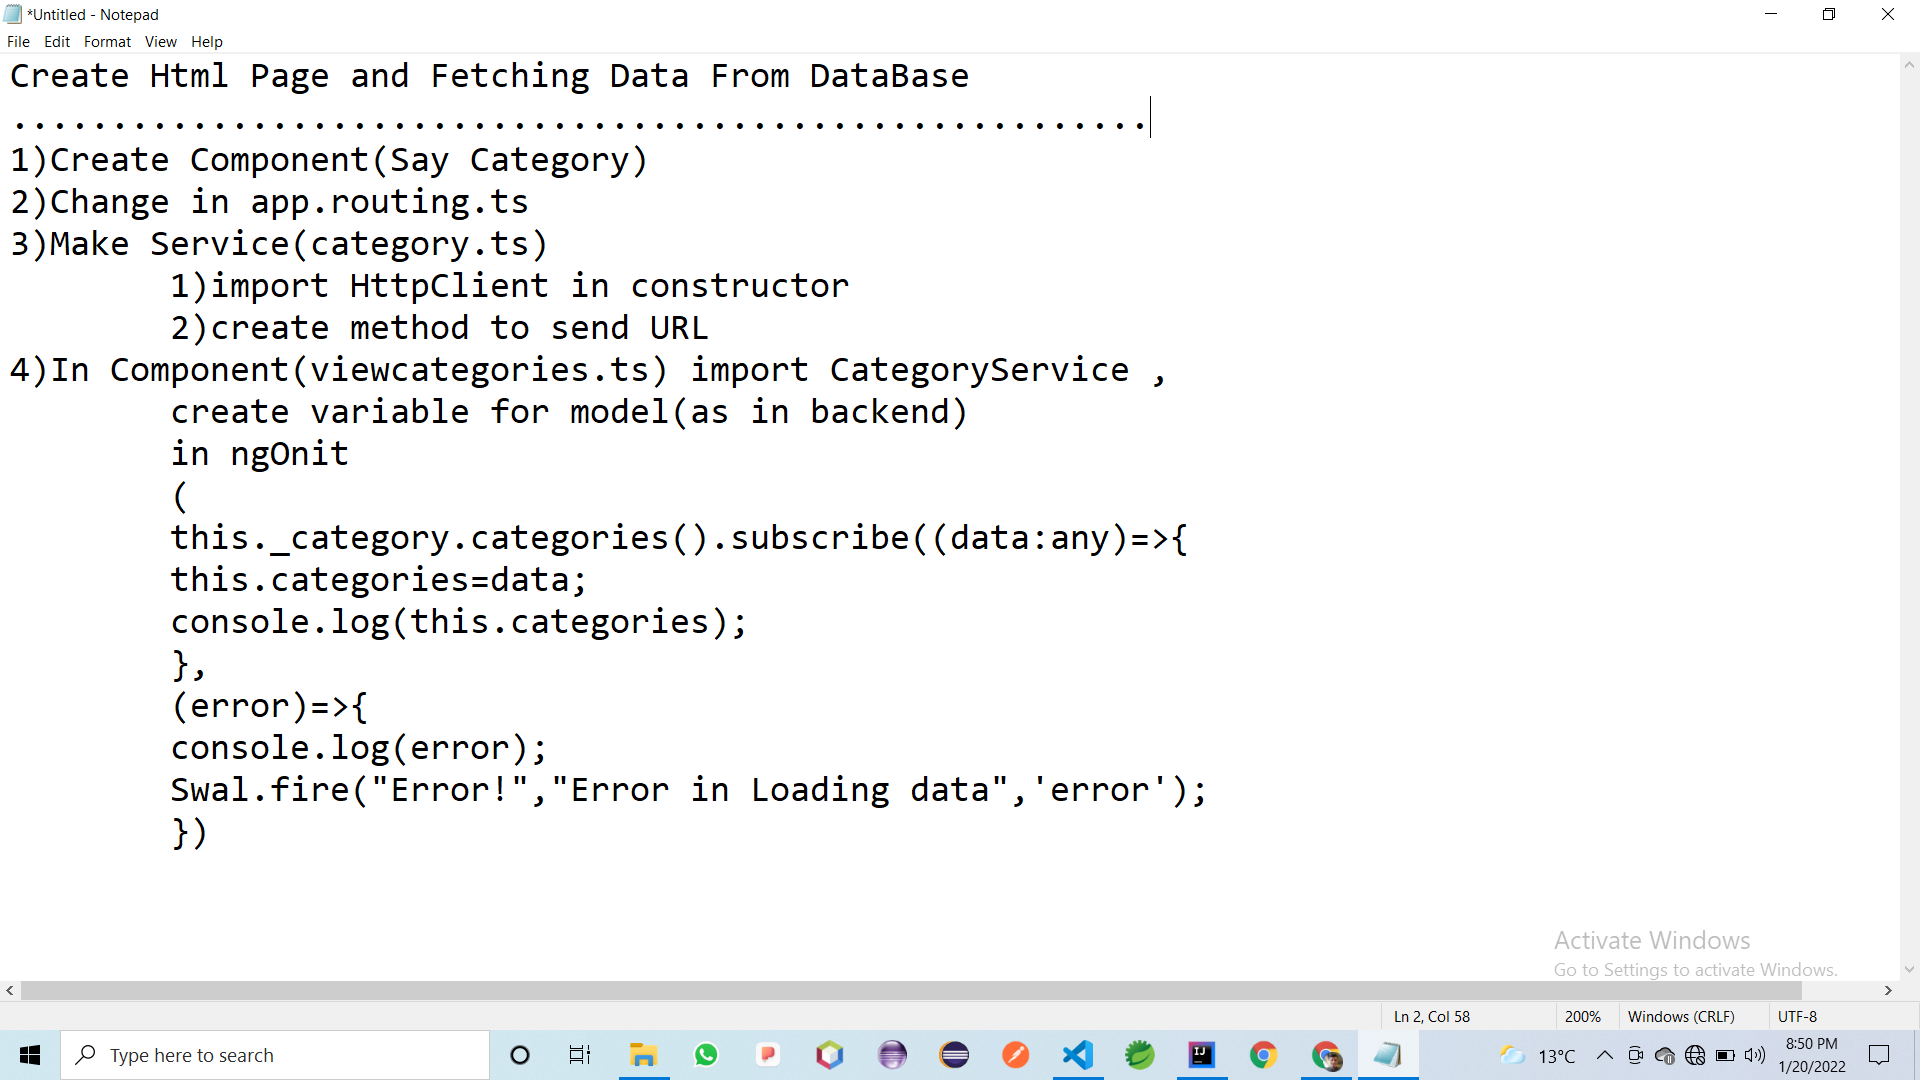 *Untitled - Notepad
File Edit Format View Help
Create Html Page and Fetching Data From DataBase
.........................................................
1)Create Component(Say Category)
2)Change in app.routing.ts
3)Make Service(category.ts)
1)import HttpClient in constructor
2)create method to send URL
4)In Component(viewcategories.ts) import CategoryService ,
create variable for model(as in backend)
in ngOnit
(
this._category.categories().subscribe((data:any)=>{
this.categories=data;
console.log(this.categories);
},
(error)=>{
console.log(error);
Swal.fire("Error!","Error in Loading data",'error');
})
Activate Windows
Go to Settings to activate Windows.
Ln 2, Col 58 200% Windows (CRLF) UTF-8
Type here to search
13°C
8:50 PM
1/20/2022